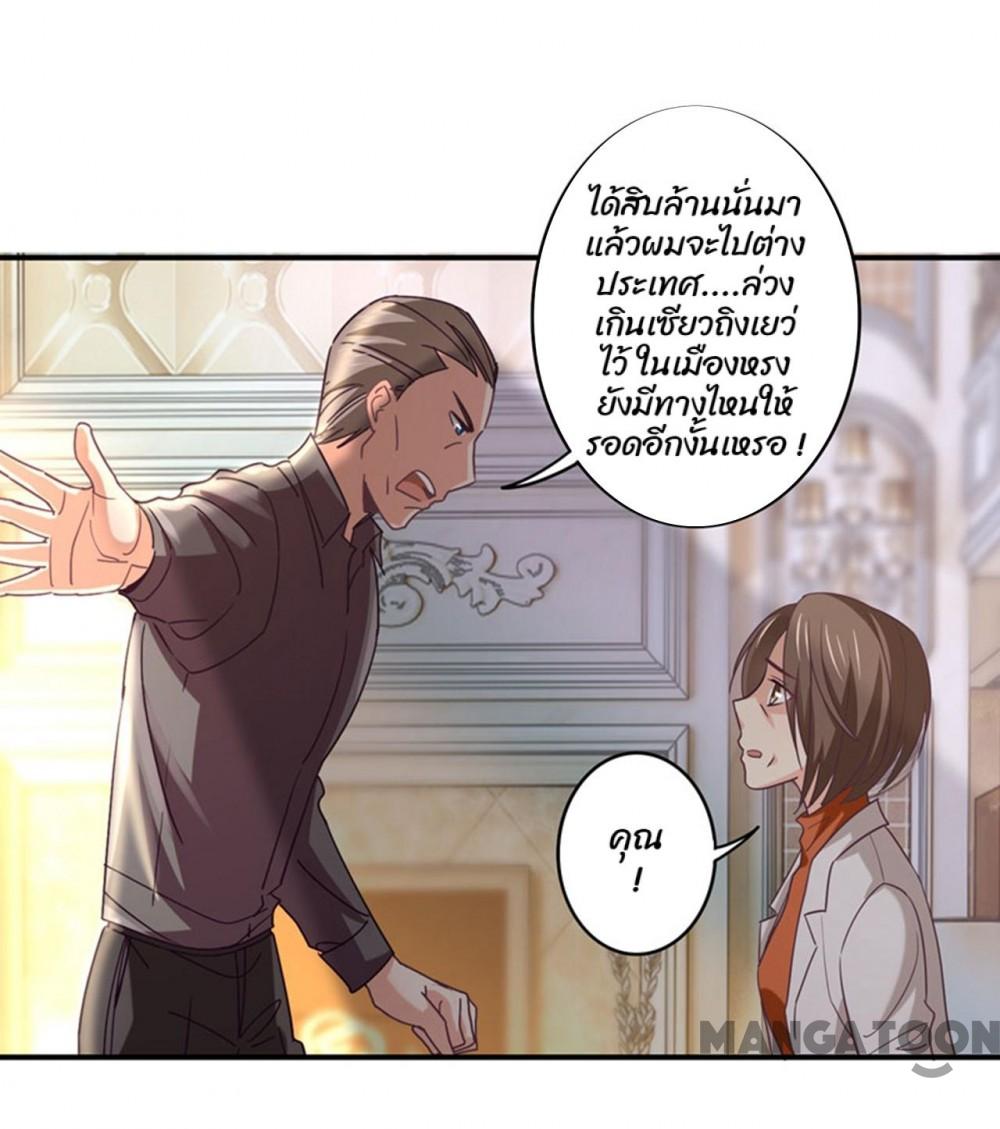 ได้สิบล้านนั่นมา
แล้วผมจะไปต่าง
ประเทศ....ล่วง
เกินเซียวถิงเยว่
ไว้ ในเมืองหรง
ยังมีทางไหนให้
รอดอีกงั้นเหรอ !
คุณ
!
MANGATOON